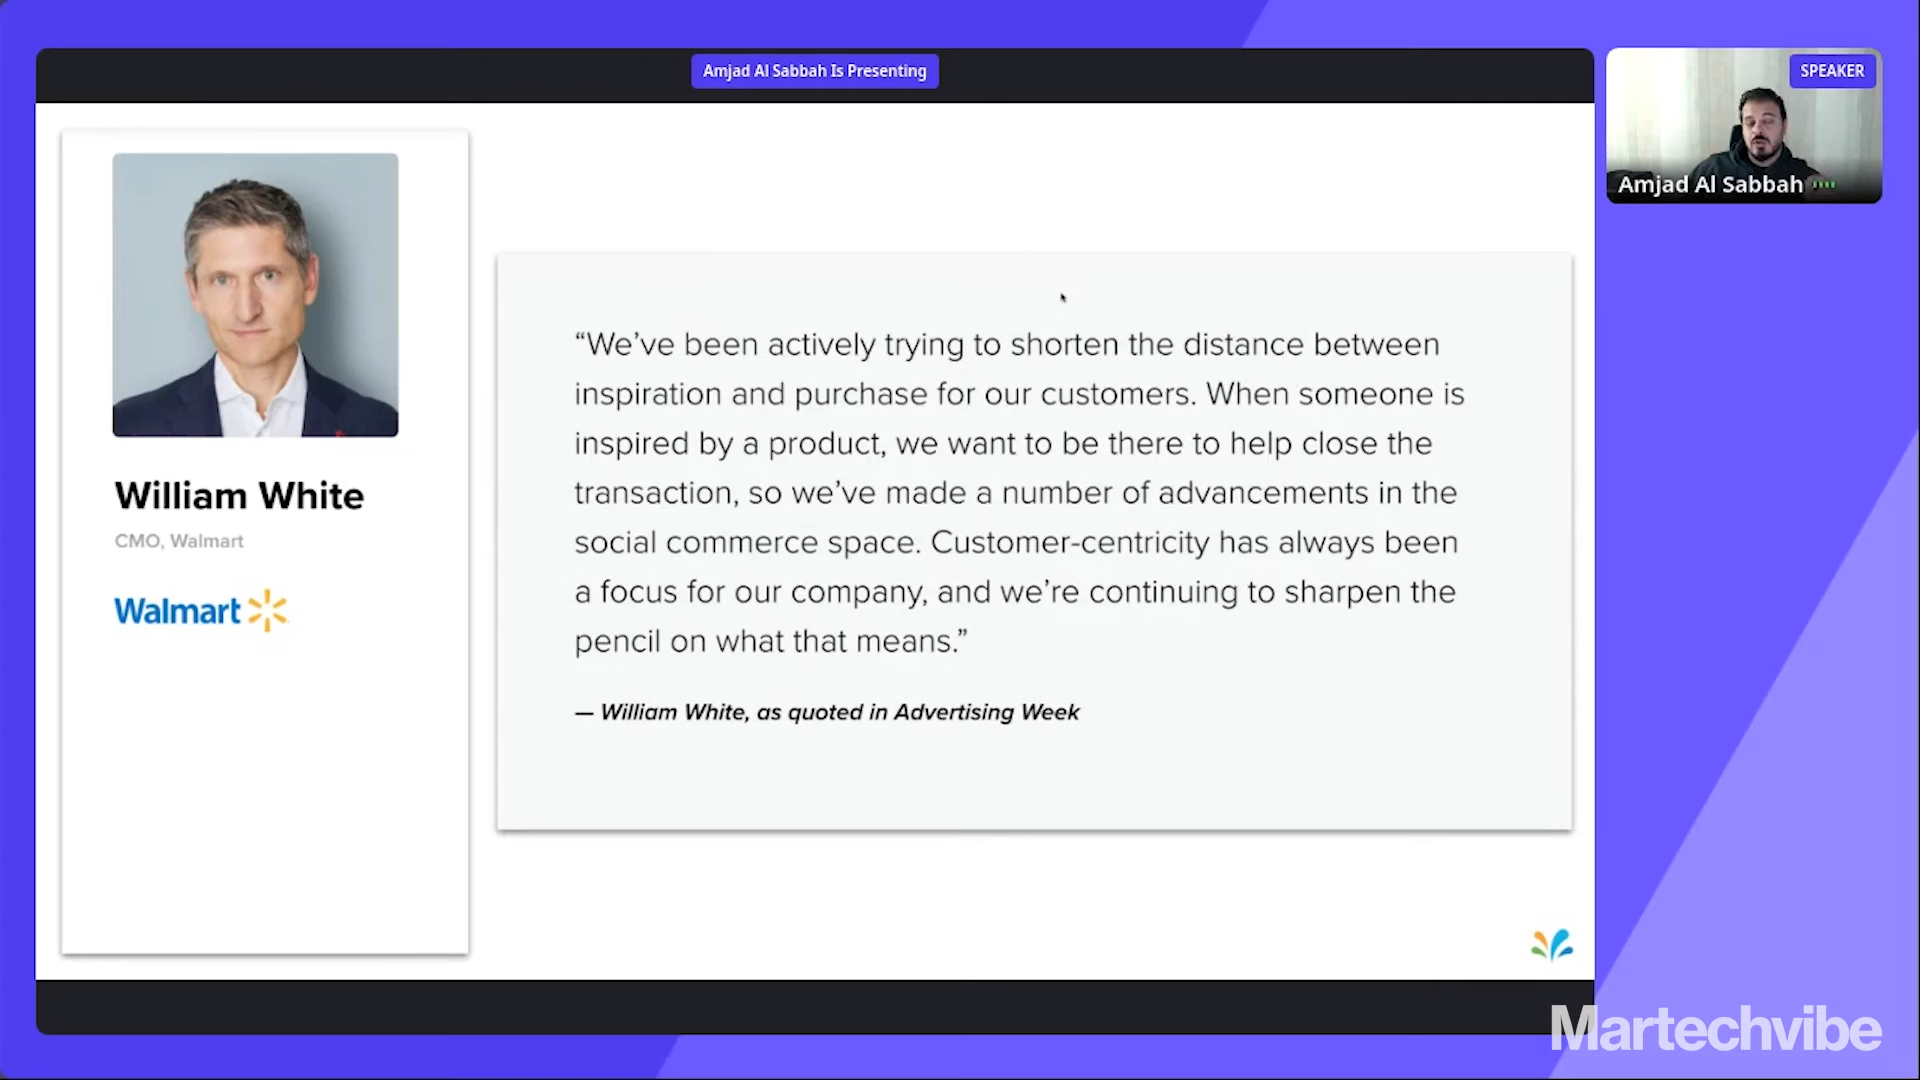 Amjad Al Sabbah Is Presenting
SPEAKER
Amjad Al Sabbah
William White
CMO, Walmart
Walmart
“We’ve been actively trying to shorten the distance between
inspiration and purchase for our customers. When someone is
inspired by a product, we want to be there to help close the
transaction, so we’ve made a number of advancements in the
social commerce space. Customer-centricity has always been
a focus for our company, and we’re continuing to sharpen the
pencil on what that means.”
— William White, as quoted in Advertising Week
Martechvibe